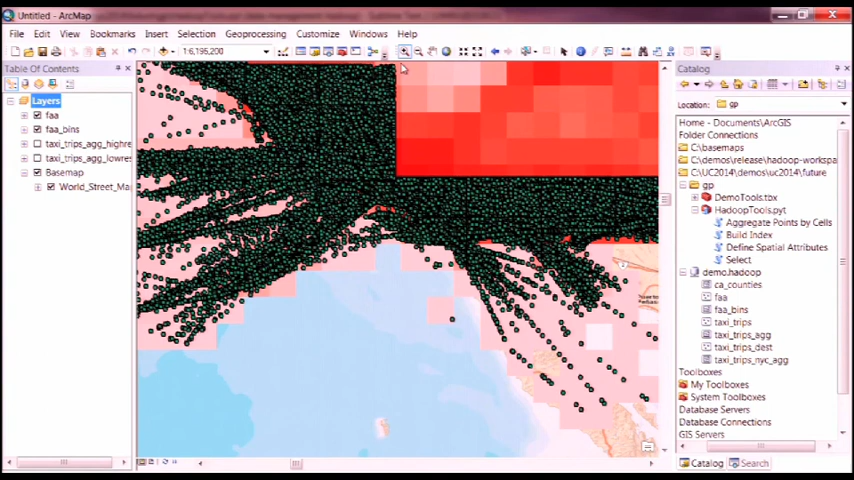 Untitled - ArcMap
File Edit View Bookmarks Insert Selection Geoprocessing Customize Windows Help
1:6,195,200
Table Of Contents
Layers
faa
faa_bins
taxi_trips_agg_highre
taxi_trips_agg_lowres
Basemap
World_Street_Ma
Catalog
Location: gp
Home - Documents\ArcGIS
Folder Connections
C:\basemaps
C:\demos\release\hadoop-workspa
C:\UC2014\demos\uc2014\future
gp
DemoTools.tbx
HadoopTools.pyt
Aggregate Points by Cells
Build Index
Define Spatial Attributes
Select
demo.hadoop
ca_counties
faa
faa_bins
taxi_trips
taxi_trips_agg
taxi_trips_dest
taxi_trips_nyc_agg
Toolboxes
My Toolboxes
System Toolboxes
Database Servers
Database Connections
GIS Servers
Catalog Search